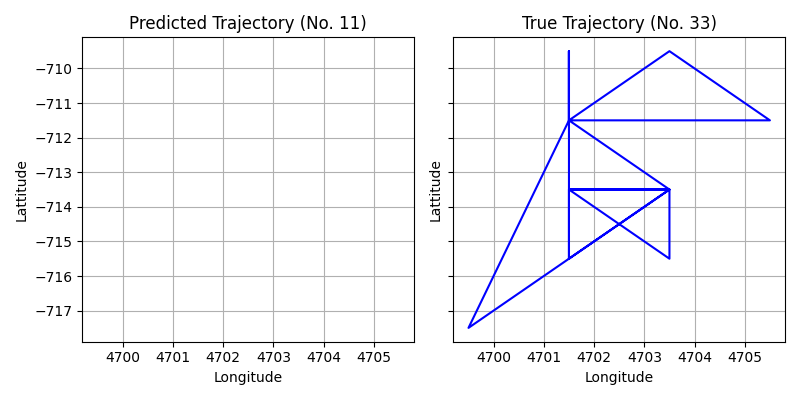 Predicted Trajectory (No. 11)
True Trajectory (No. 33)
Lattitude
−710
−711
−712
−713
−714
−715
−716
−717
4700 4701 4702 4703 4704 4705
Longitude
Lattitude
4700 4701 4702 4703 4704 4705
Longitude